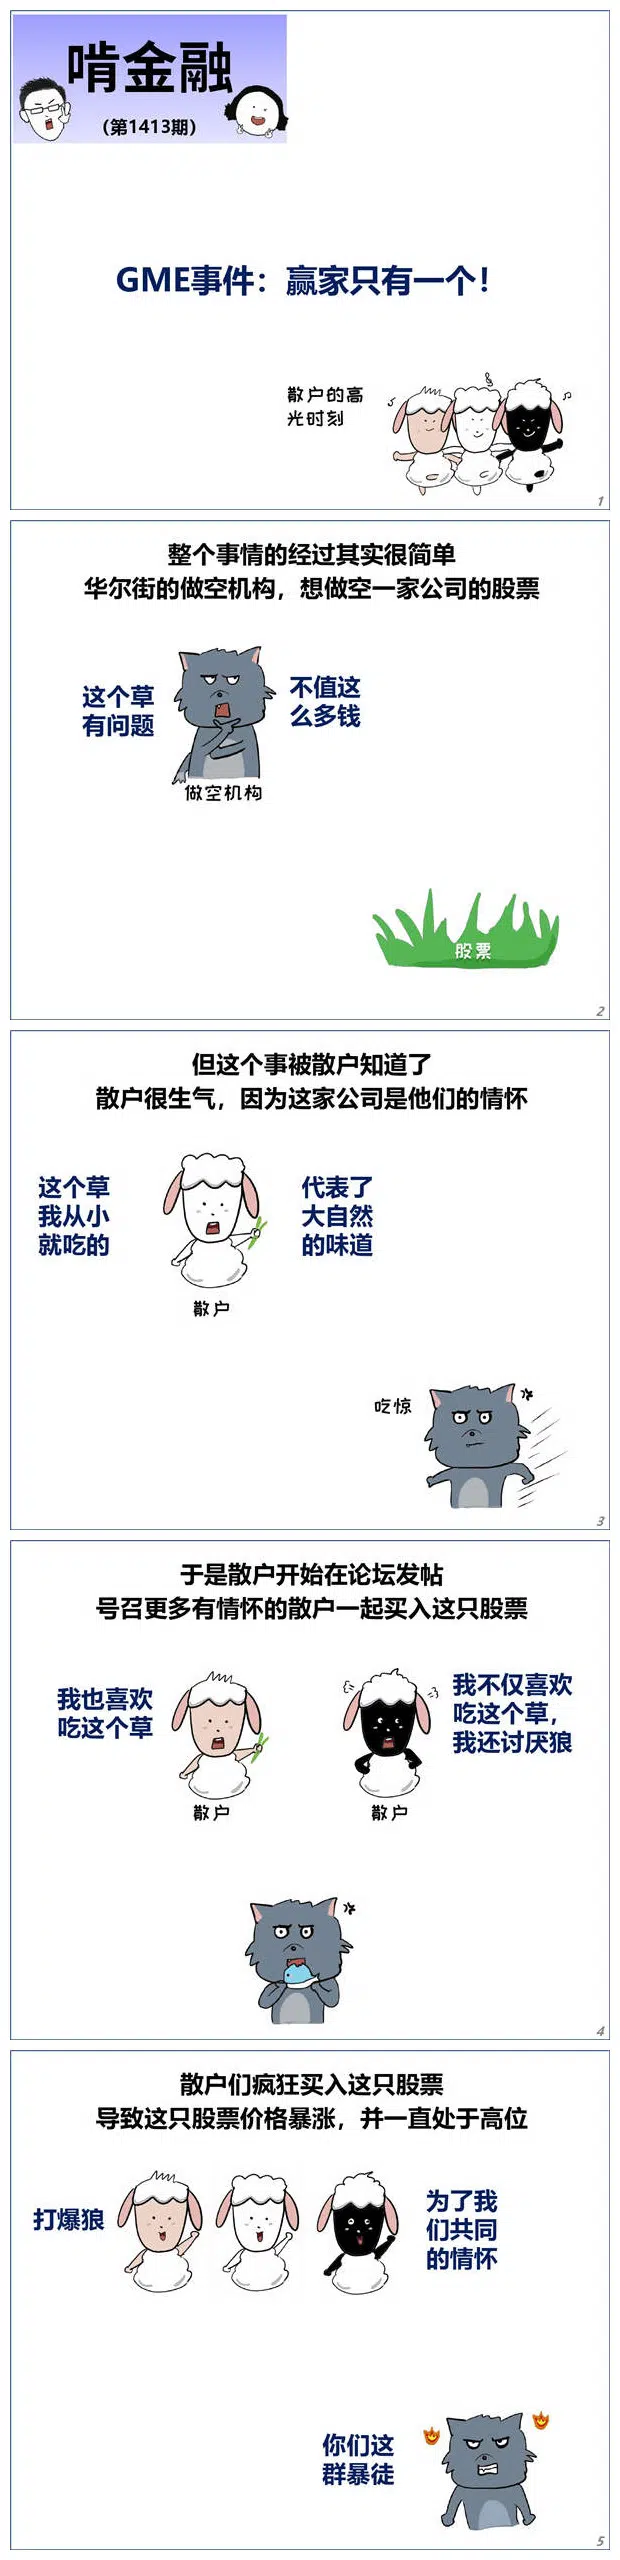 啃金融
（第1413期）
GME事件：赢家只有一个！
散户的高
光时刻
1
整个事情的经过其实很简单
华尔街的做空机构，想做空一家公司的股票
这个草
有问题
不值这
么多钱
做空机构
股票
2
但这个事被散户知道了
散户很生气，因为这家公司是他们的情怀
这个草
我从小
就吃的
代表了
大自然
的味道
散户
吃惊
3
于是散户开始在论坛发帖
号召更多有情怀的散户一起买入这只股票
我也喜欢
吃这个草
我不仅喜欢
吃这个草，
我还讨厌狼
散户
散户
4
散户们疯狂买入这只股票
导致这只股票价格暴涨，并一直处于高位
打爆狼
为了我
们共同
的情怀
你们这
群暴徒
5